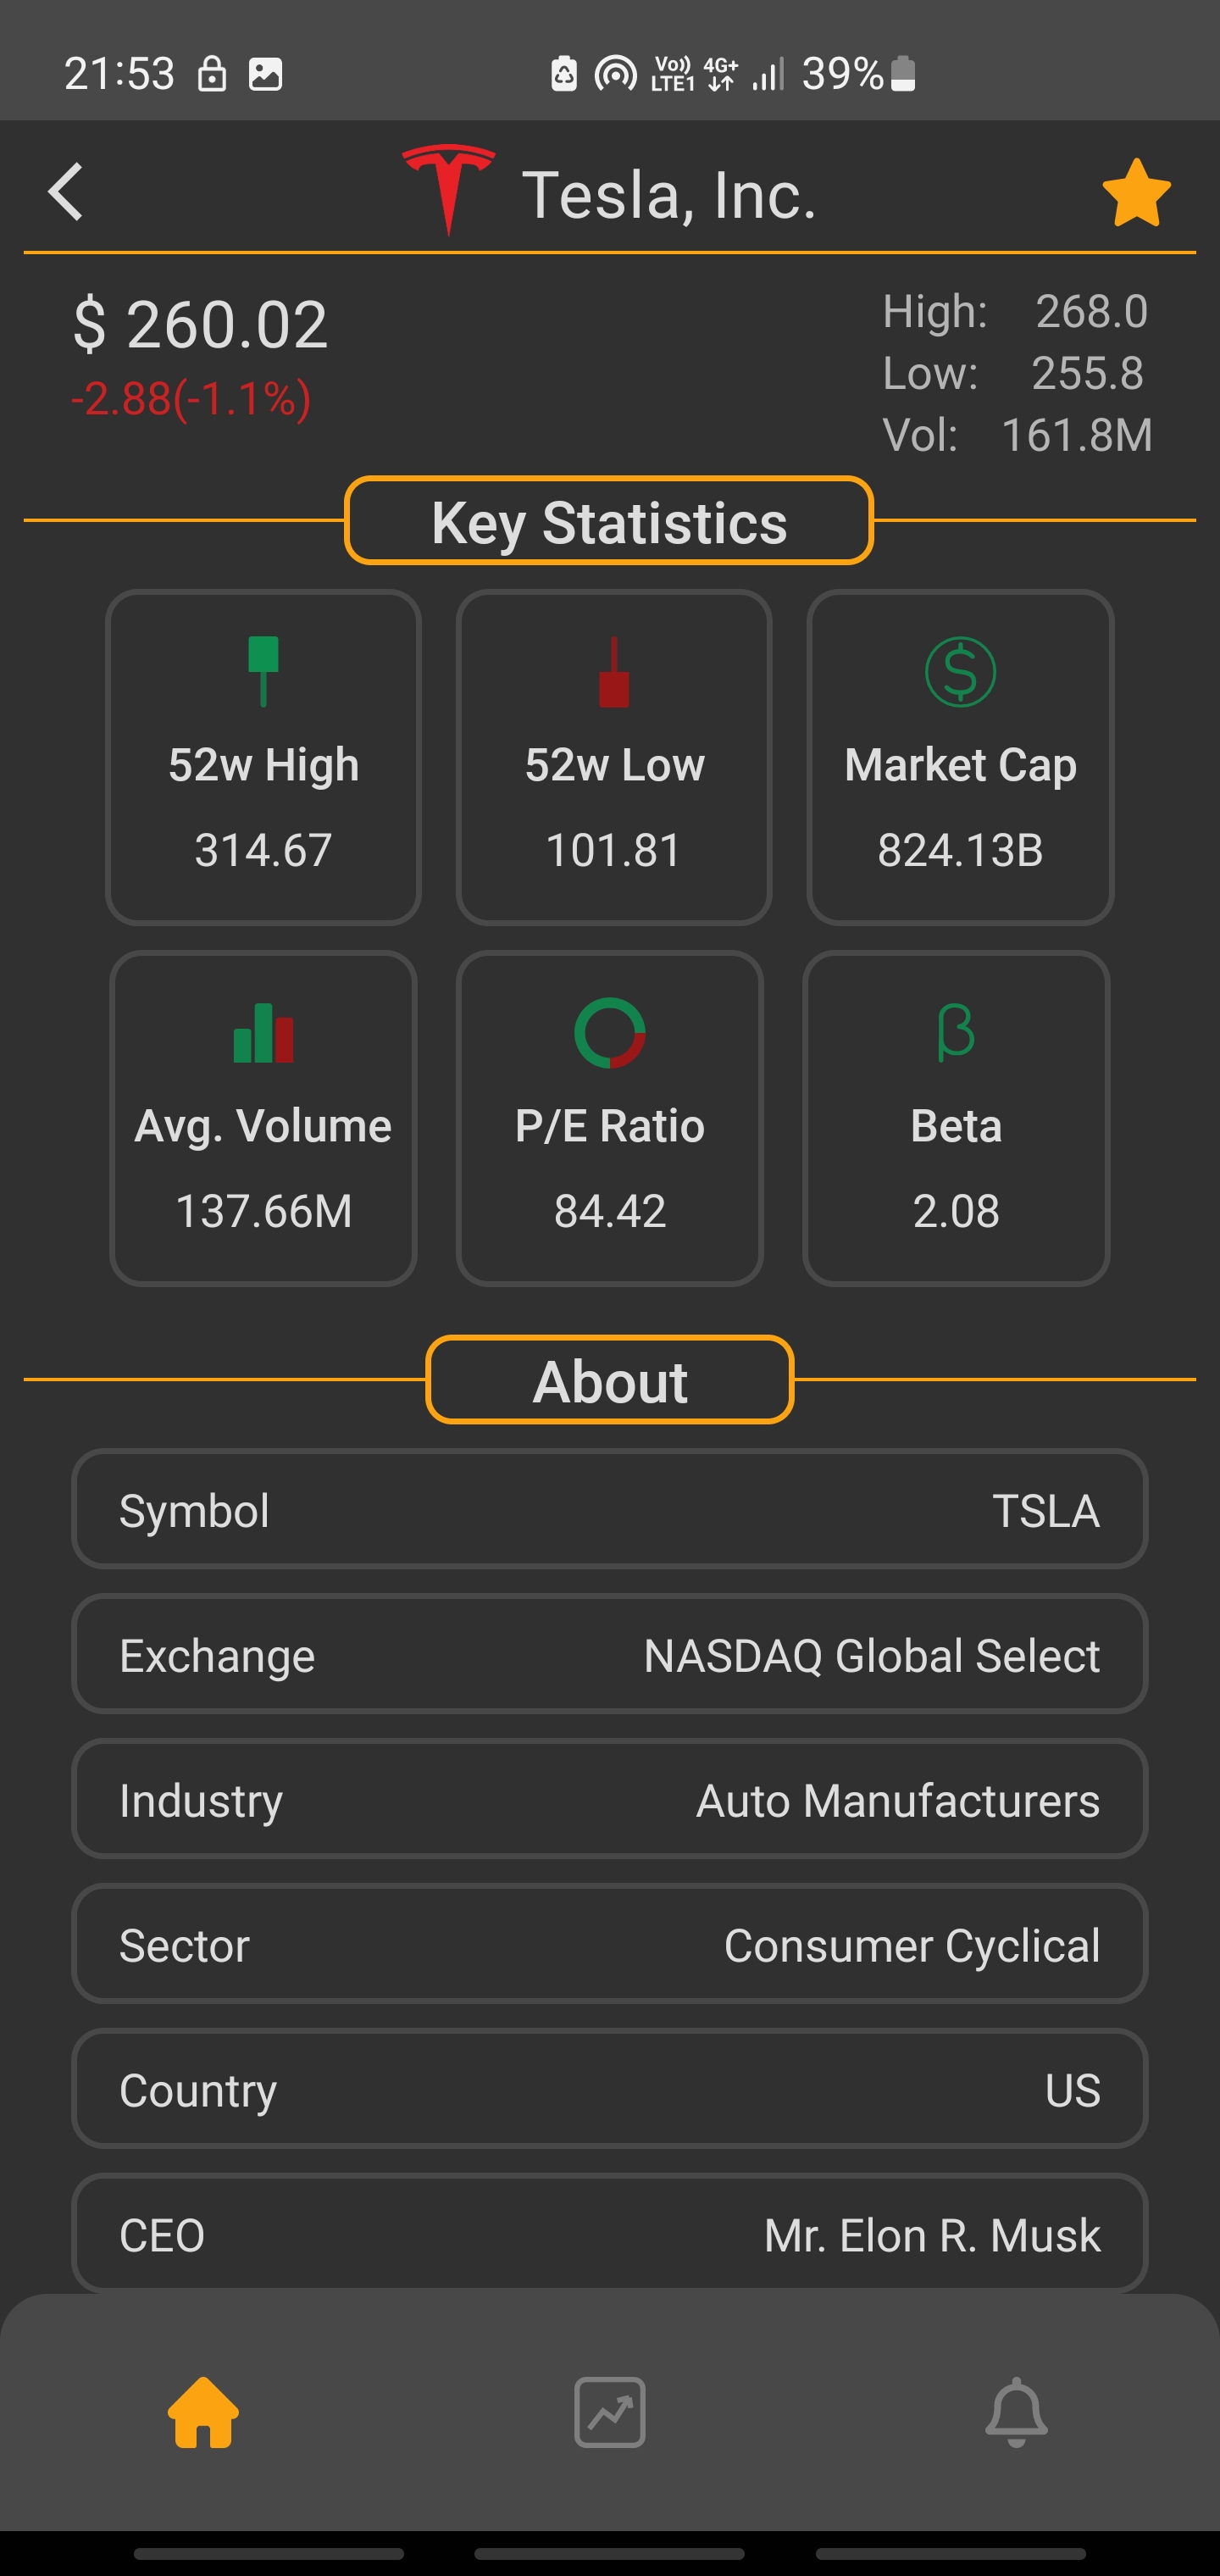 21:53
Vo)) LTE1 4G+ 39%
Tesla, Inc.
$ 260.02
-2.88(-1.1%)
High: 268.0
Low: 255.8
Vol: 161.8M
Key Statistics
52w High
314.67
52w Low
101.81
Market Cap
824.13B
Avg. Volume
137.66M
P/E Ratio
84.42
Beta
2.08
About
Symbol TSLA
Exchange NASDAQ Global Select
Industry Auto Manufacturers
Sector Consumer Cyclical
Country US
CEO Mr. Elon R. Musk